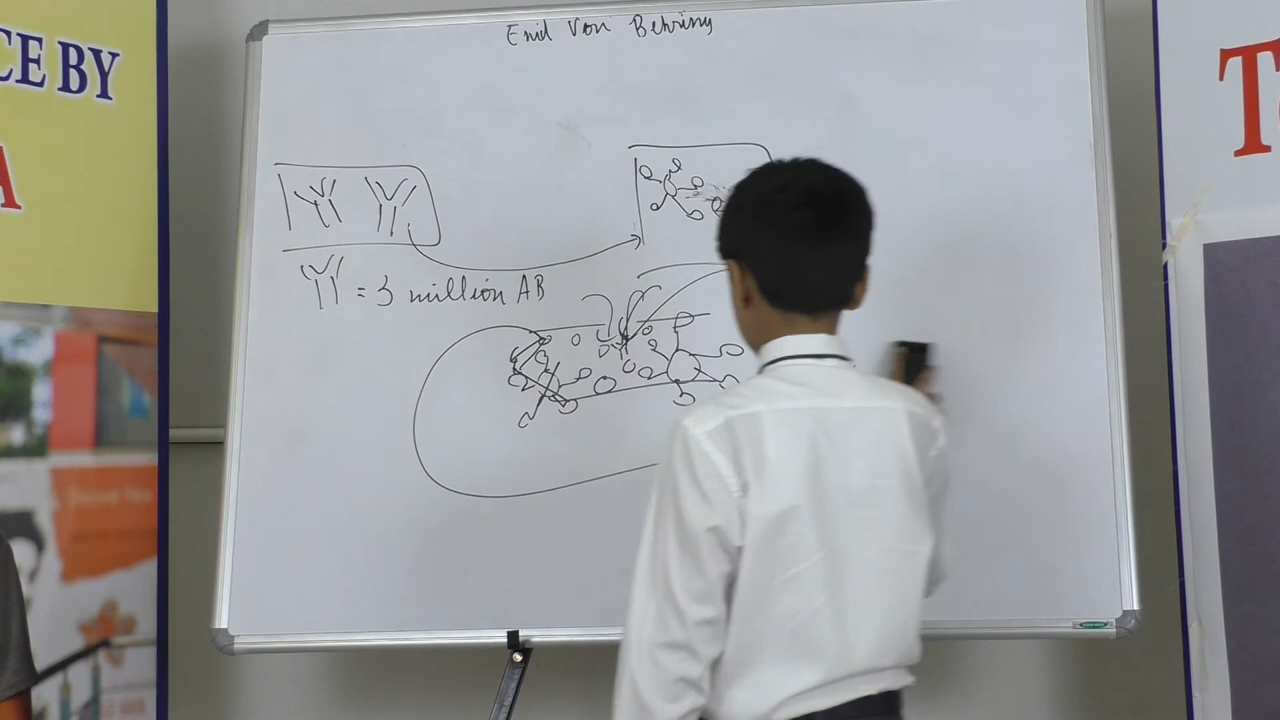 Emil Von Behring
CE BY
A
T
= 3 million AB